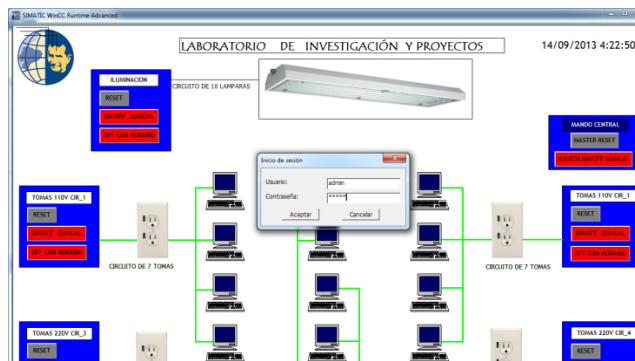 SIMATIC WinCC Runtime Advanced
LABORATORIO DE INVESTIGACIÓN Y PROYECTOS
14/09/2013 4:22:50
ILUMINACION
RESET
ON/OFF MANUAL
OFF CON HORARIO
CIRCUITO DE 10 LAMPARAS
MANDO CENTRAL
MASTER RESET
MASTER ON/OFF MANUAL
Inicio de sesión
Usuario:
admin
Contraseña:
*****
Aceptar
Cancelar
TOMAS 110V CIR_1
RESET
ON/OFF MANUAL
OFF CON HORARIO
CIRCUITO DE 7 TOMAS
TOMAS 110V CIR_1
RESET
ON/OFF MANUAL
OFF CON HORARIO
CIRCUITO DE 7 TOMAS
TOMAS 220V CIR_3
RESET
TOMAS 220V CIR_4
RESET